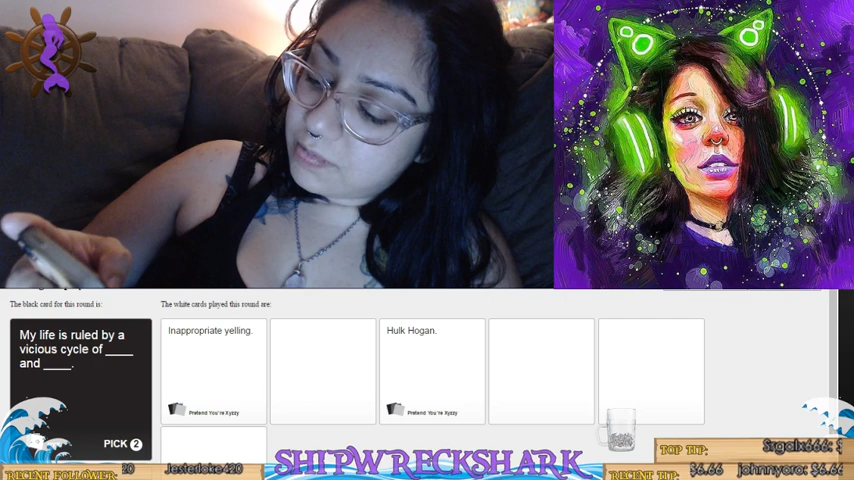 The black card for this round is:
The white cards played this round are:
My life is ruled by a
vicious cycle of ____
and ____.
PICK 2
Inappropriate yelling.
Pretend You're Xyzzy
Hulk Hogan.
Pretend You're Xyzzy
SHIPWRECKSHARK
RECENT FOLLOWER:
Jesterloke420
TOP TIP:
Srgalx666:
RECENT TIP:
$6.66
johnnyoro: $6.66